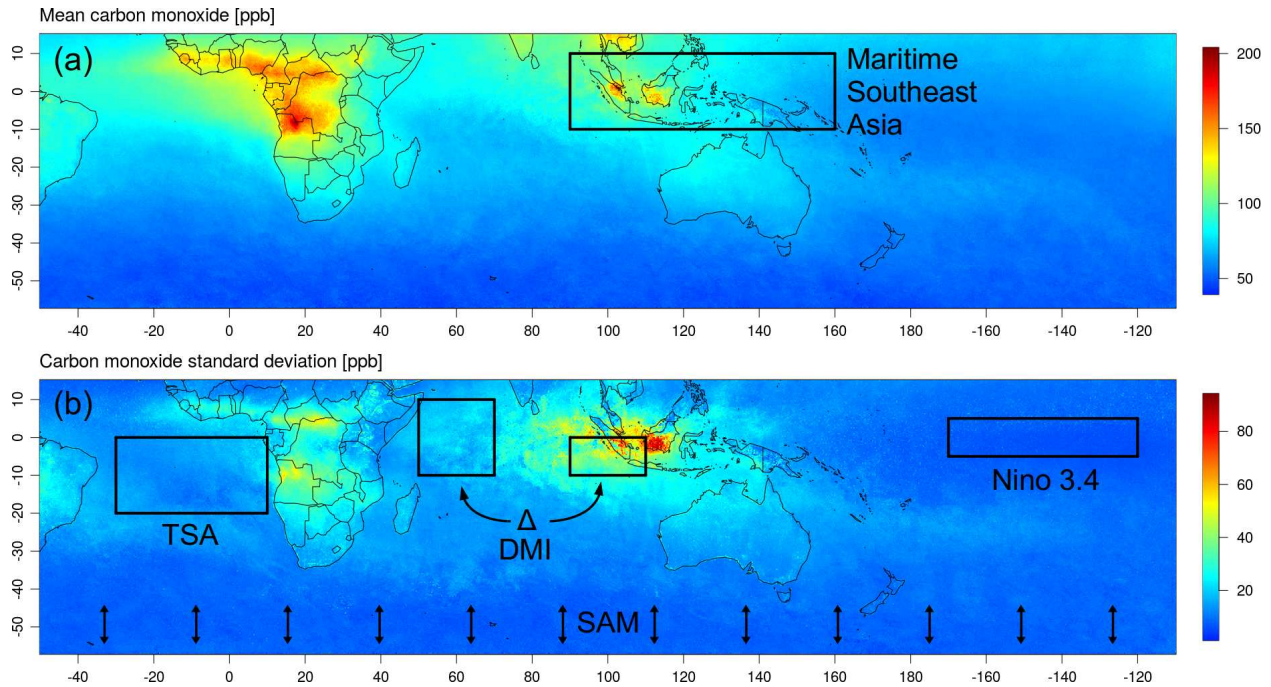 Mean carbon monoxide [ppb]
(a)
Maritime
Southeast
Asia
10
0
-10
-20
-30
-40
-50
-40 -20 0 20 40 60 80 100 120 140 160 180 -160 -140 -120
200
150
100
50
Carbon monoxide standard deviation [ppb]
(b)
TSA
Δ
DMI
Nino 3.4
SAM
10
0
-10
-20
-30
-40
-50
-40 -20 0 20 40 60 80 100 120 140 160 180 -160 -140 -120
80
60
40
20